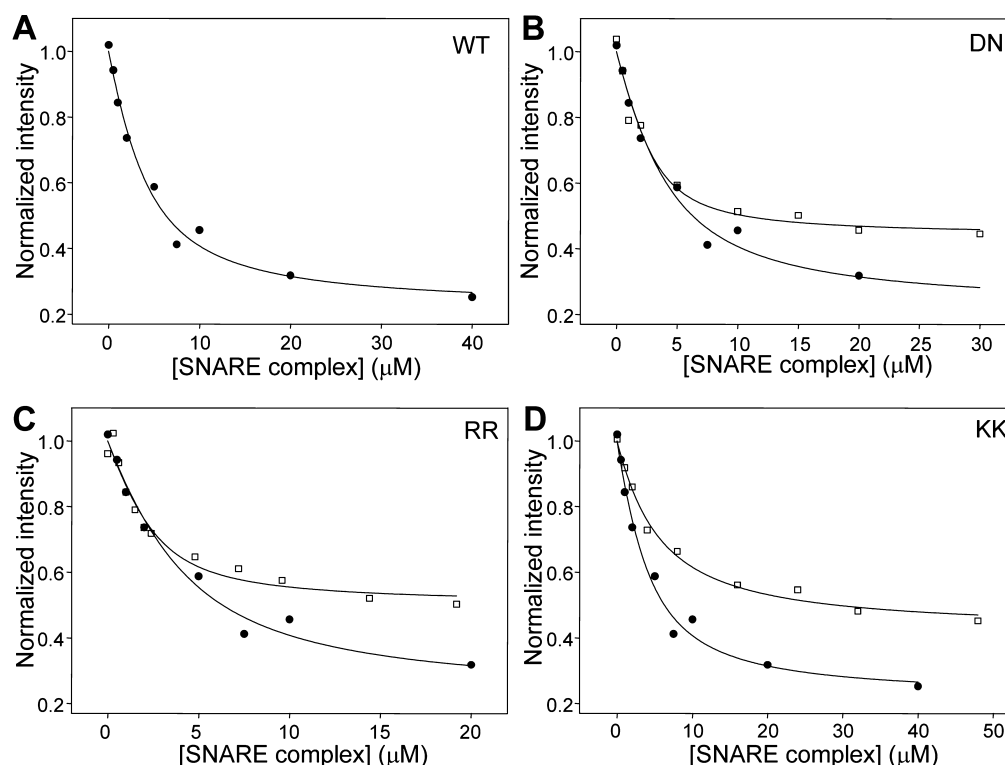 A
WT
1.0
0.8
0.6
0.4
0.2
Normalized intensity
0 10 20 30 40
[SNARE complex] (μM)
B
DN
1.0
0.8
0.6
0.4
0.2
Normalized intensity
0 5 10 15 20 25 30
[SNARE complex] (μM)
C
RR
1.0
0.8
0.6
0.4
0.2
Normalized intensity
0 5 10 15 20
[SNARE complex] (μM)
D
KK
1.0
0.8
0.6
0.4
0.2
Normalized intensity
0 10 20 30 40 50
[SNARE complex] (μM)